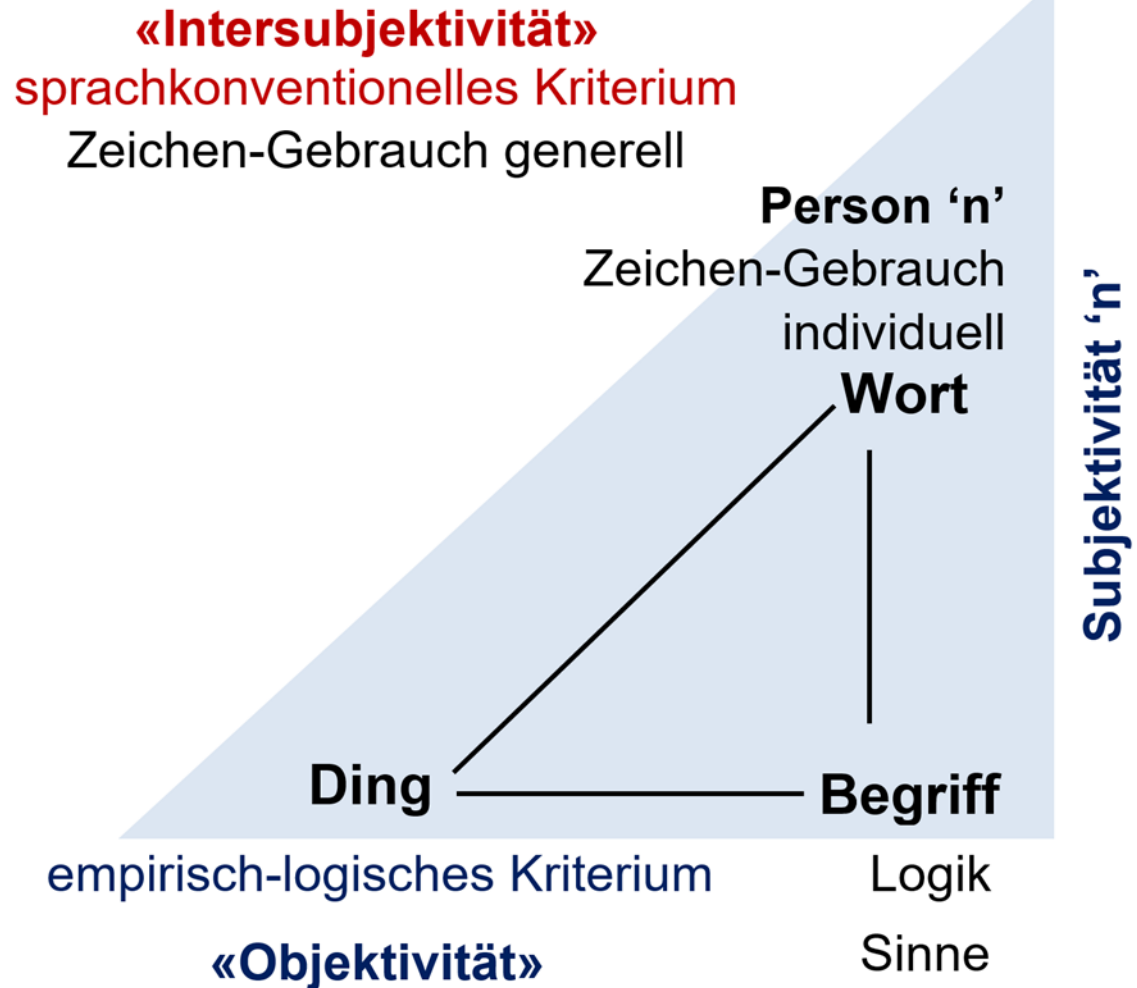 «Intersubjektivität»
sprachkonventionelles Kriterium
Zeichen-Gebrauch generell
Person ‘n’
Zeichen-Gebrauch
individuell
Wort
Subjektivität ‘n’
Ding
Begriff
empirisch-logisches Kriterium
Logik
«Objektivität»
Sinne